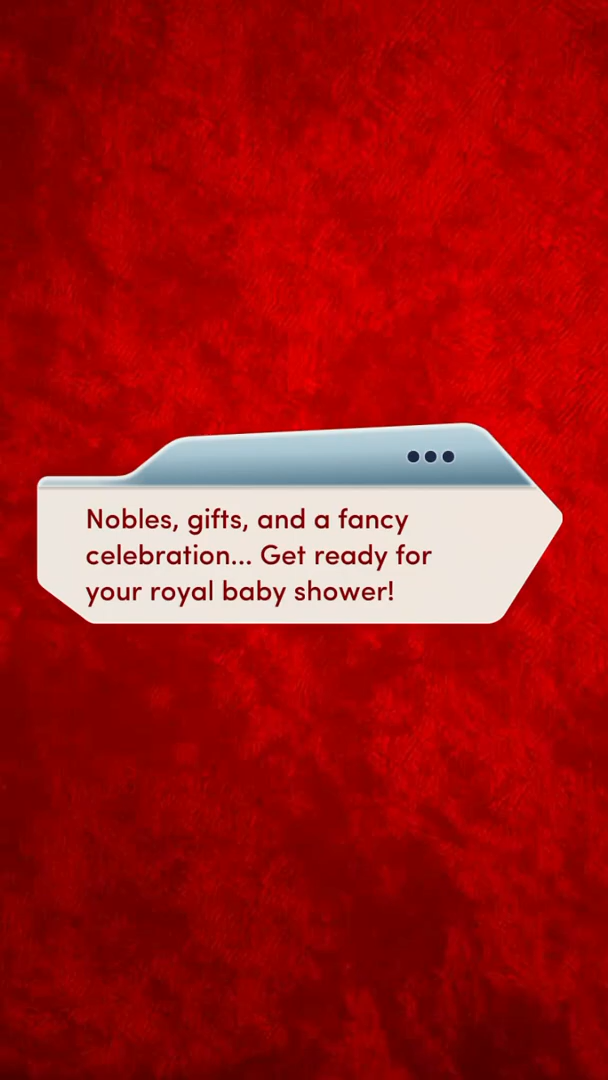 Nobles, gifts, and a fancy
celebration... Get ready for
your royal baby shower!